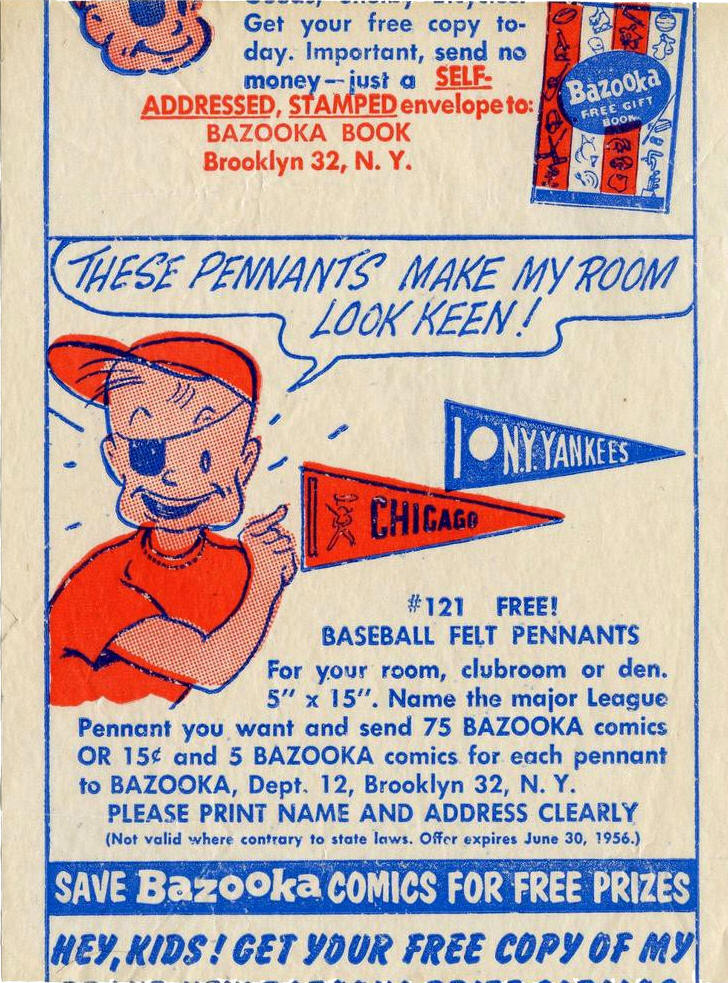 Get your free copy to-
day. Important, send no
money—just a SELF-
ADDRESSED, STAMPED envelope to:
BAZOOKA BOOK
Brooklyn 32, N. Y.
Bazooka
FREE GIFT
BOOK
THESE PENNANTS MAKE MY ROOM
LOOK KEEN!
N.Y. YANKEES
CHICAGO
#121 FREE!
BASEBALL FELT PENNANTS
For your room, clubroom or den.
5" x 15". Name the major League
Pennant you want and send 75 BAZOOKA comics
OR 15¢ and 5 BAZOOKA comics for each pennant
to BAZOOKA, Dept. 12, Brooklyn 32, N. Y.
PLEASE PRINT NAME AND ADDRESS CLEARLY
(Not valid where contrary to state laws. Offer expires June 30, 1956.)
SAVE Bazooka COMICS FOR FREE PRIZES
HEY, KIDS! GET YOUR FREE COPY OF MY